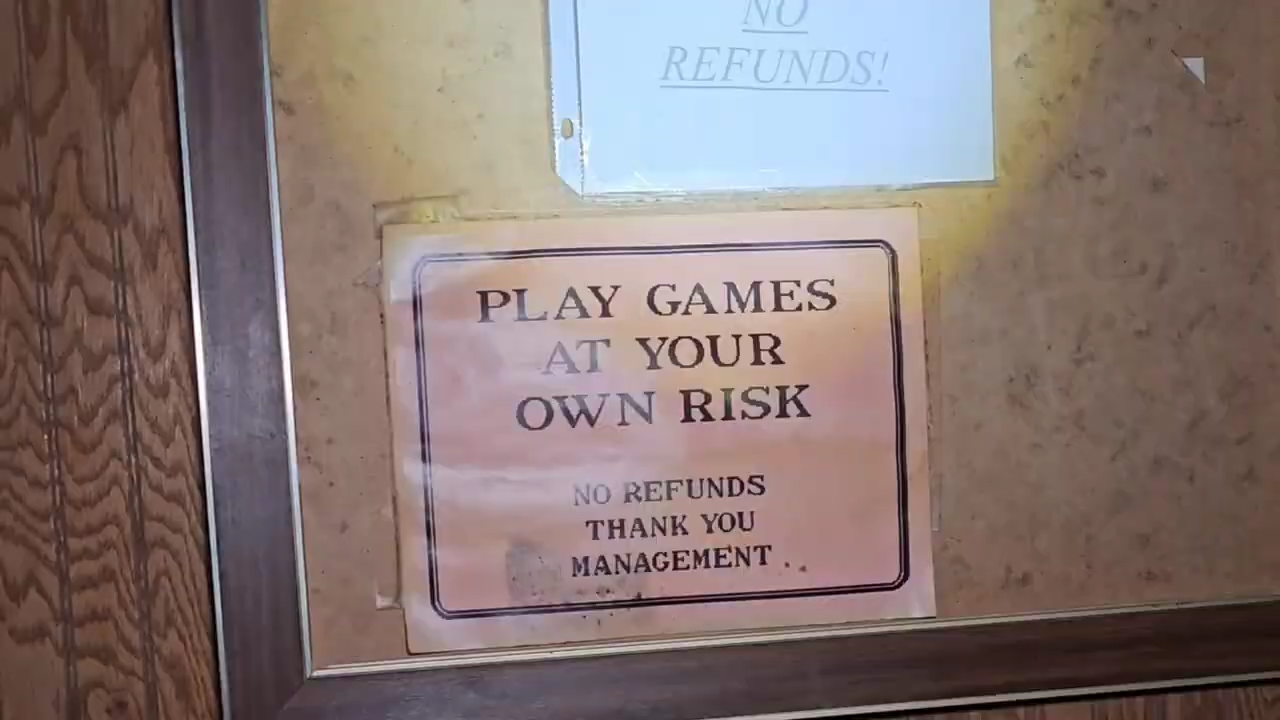 NO
REFUNDS!
PLAY GAMES
AT YOUR
OWN RISK
NO REFUNDS
THANK YOU
MANAGEMENT